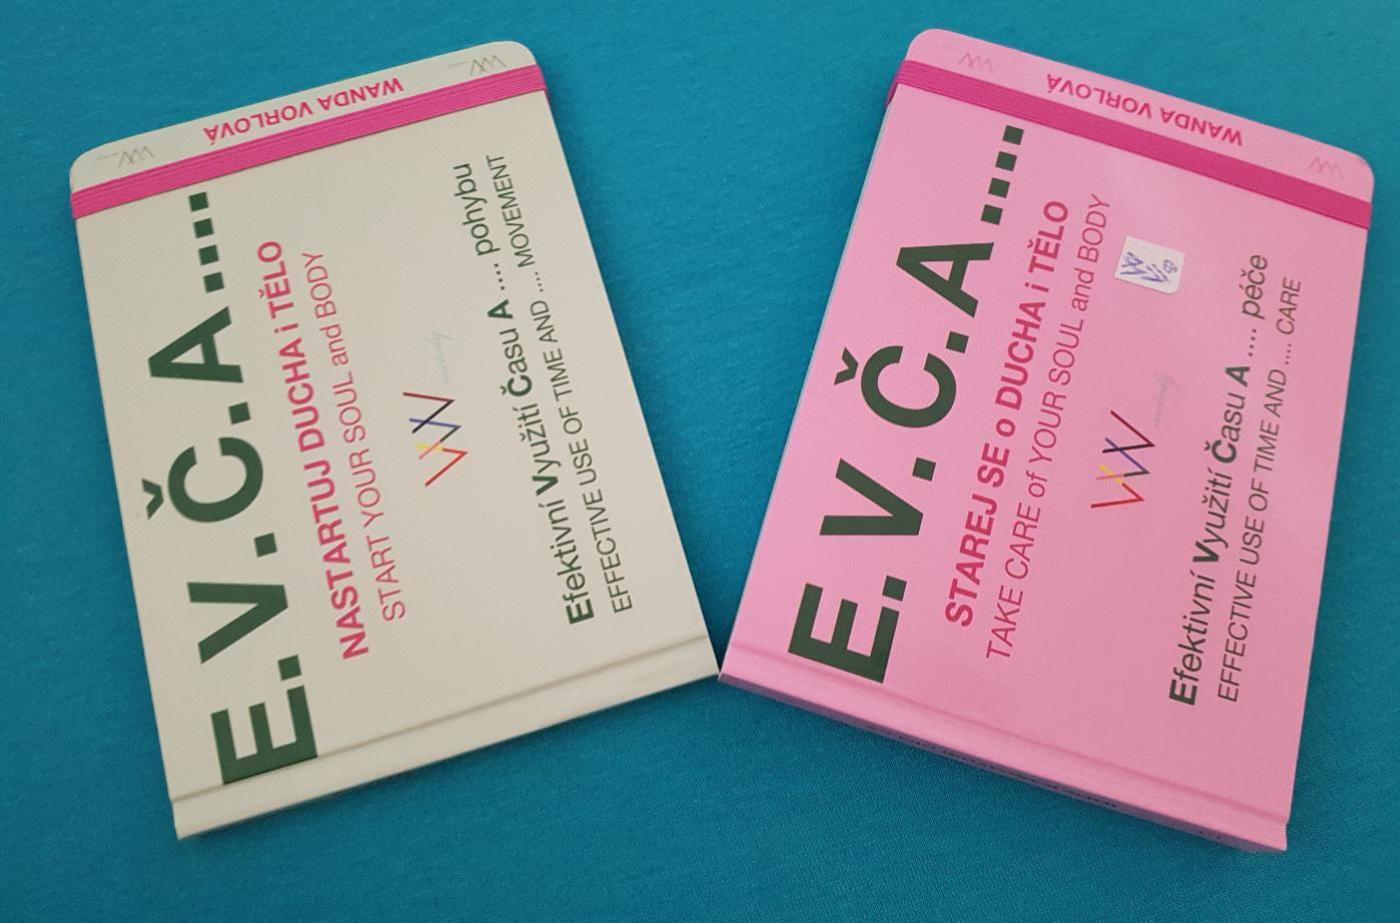 E.V.Č.A....
NASTARTUJ DUCHA i TĚLO
START YOUR SOUL and BODY
VVV
Efektivní Využití Času A .... pohybu
EFFECTIVE USE OF TIME AND .... MOVEMENT
WANDA VORLOVÁ
E.V.Č.A....
STAREJ SE o DUCHA i TĚLO
TAKE CARE of YOUR SOUL and BODY
VVV
Efektivní Využití Času A .... péče
EFFECTIVE USE OF TIME AND .... CARE
WANDA VORLOVÁ